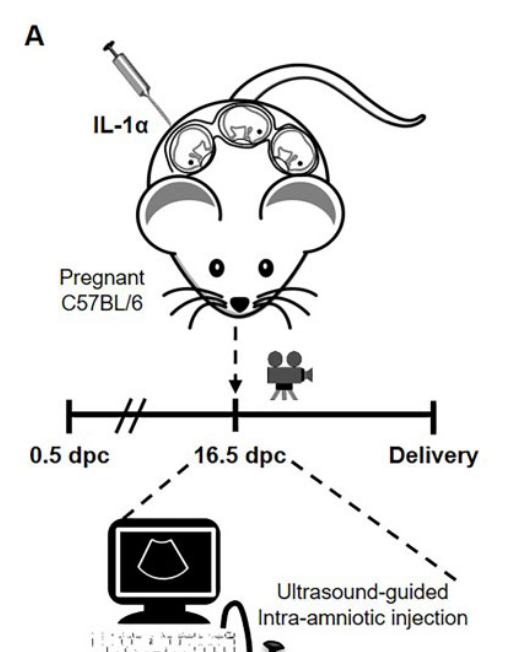 A
IL-1α
Pregnant
C57BL/6
0.5 dpc
16.5 dpc
Delivery
Ultrasound-guided
Intra-amniotic injection